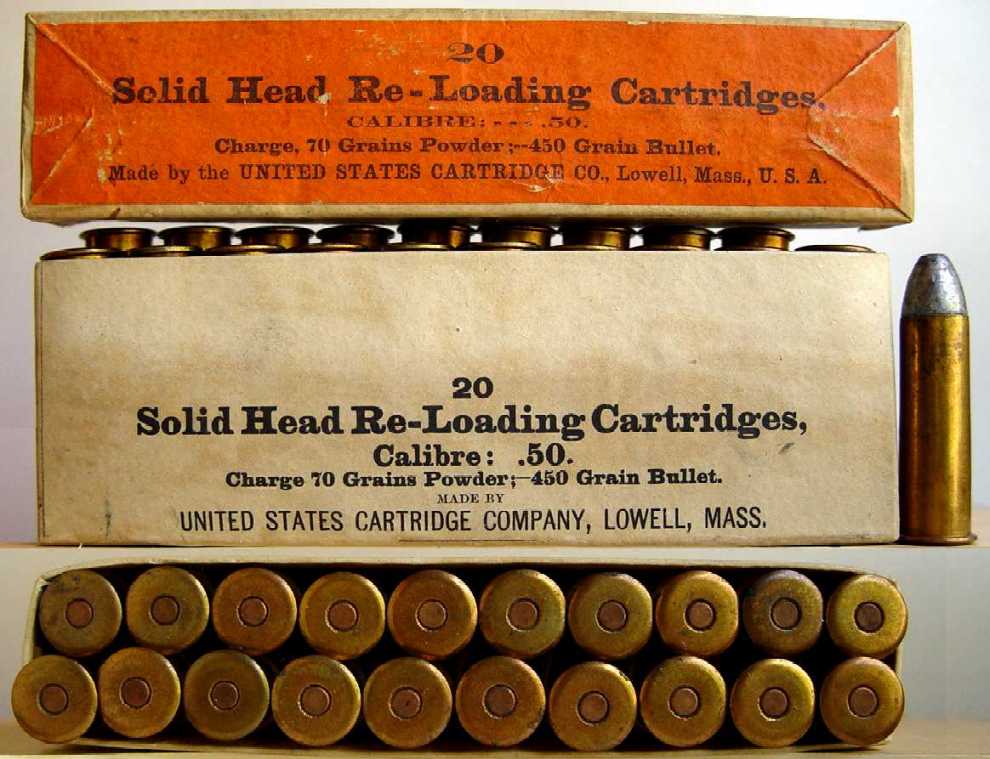 20
Solid Head Re-Loading Cartridges,
CALIBRE: - - - .50.
Charge, 70 Grains Powder;--450 Grain Bullet.
Made by the UNITED STATES CARTRIDGE CO., Lowell, Mass., U. S. A.
20
Solid Head Re-Loading Cartridges,
Calibre: .50.
Charge 70 Grains Powder;—450 Grain Bullet.
MADE BY
UNITED STATES CARTRIDGE COMPANY, LOWELL, MASS.